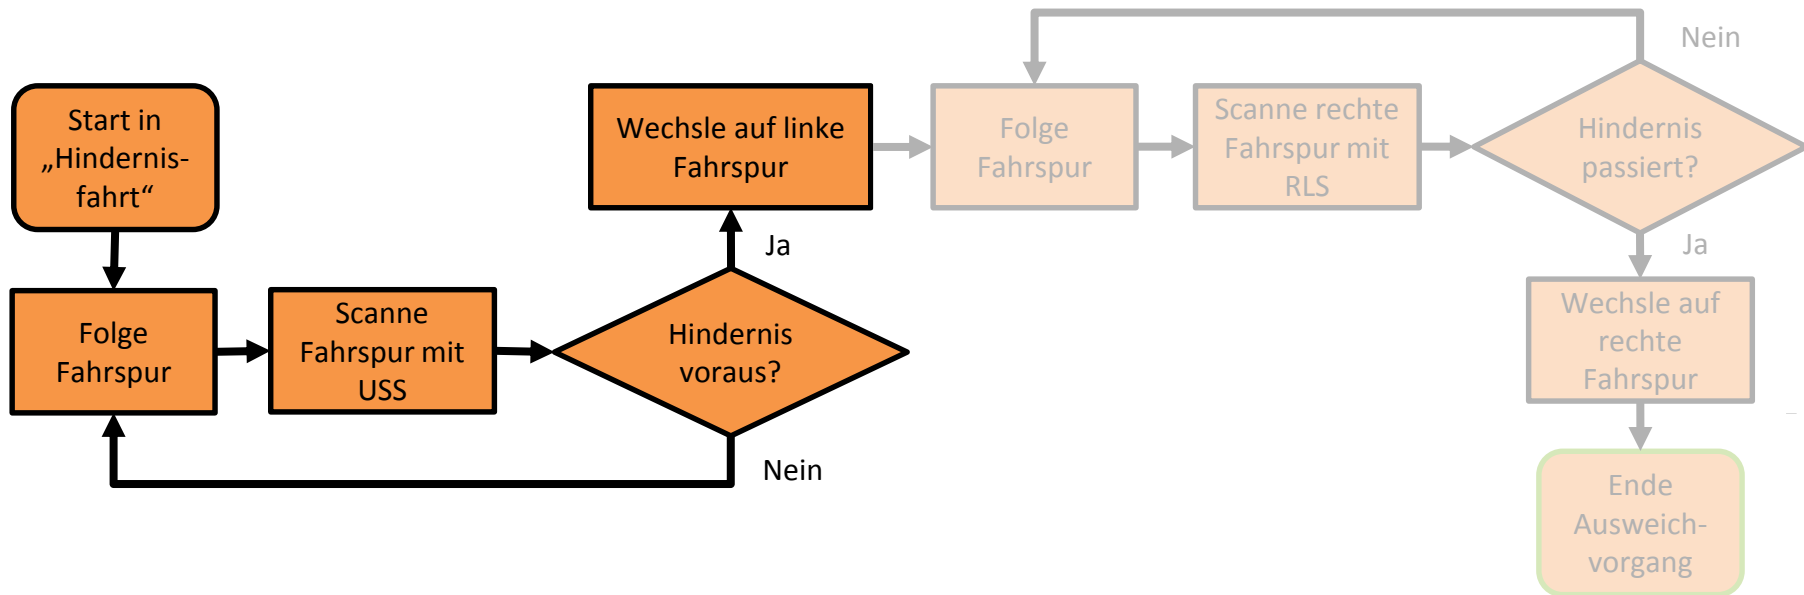 Start in
„Hindernis-
fahrt“
Folge
Fahrspur
Scanne
Fahrspur mit
USS
Hindernis
voraus?
Nein
Ja
Wechsle auf linke
Fahrspur
Folge
Fahrspur
Scanne rechte
Fahrspur mit
RLS
Hindernis
passiert?
Nein
Ja
Wechsle auf
rechte
Fahrspur
Ende
Ausweich-
vorgang